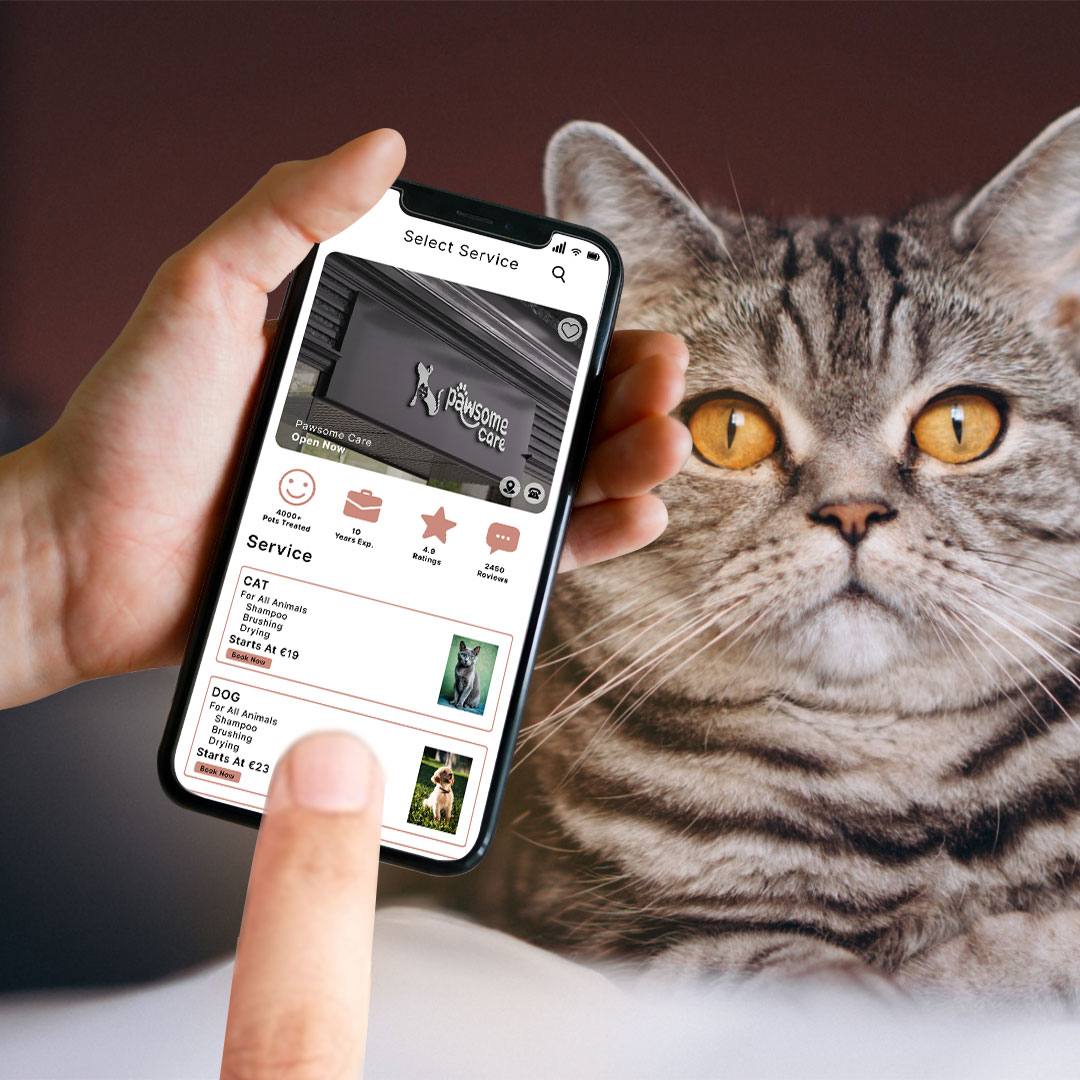 Select Service
pawsome
care
Pawsome Care
Open Now
4000+
Pots Treated
10
Years Exp.
4.9
Ratings
2450
Roviews
Service
CAT
For All Animals
Shampoo
Brushing
Drying
Starts At €19
Book Now
DOG
For All Animals
Shampoo
Brushing
Drying
Starts At €23
Book Now